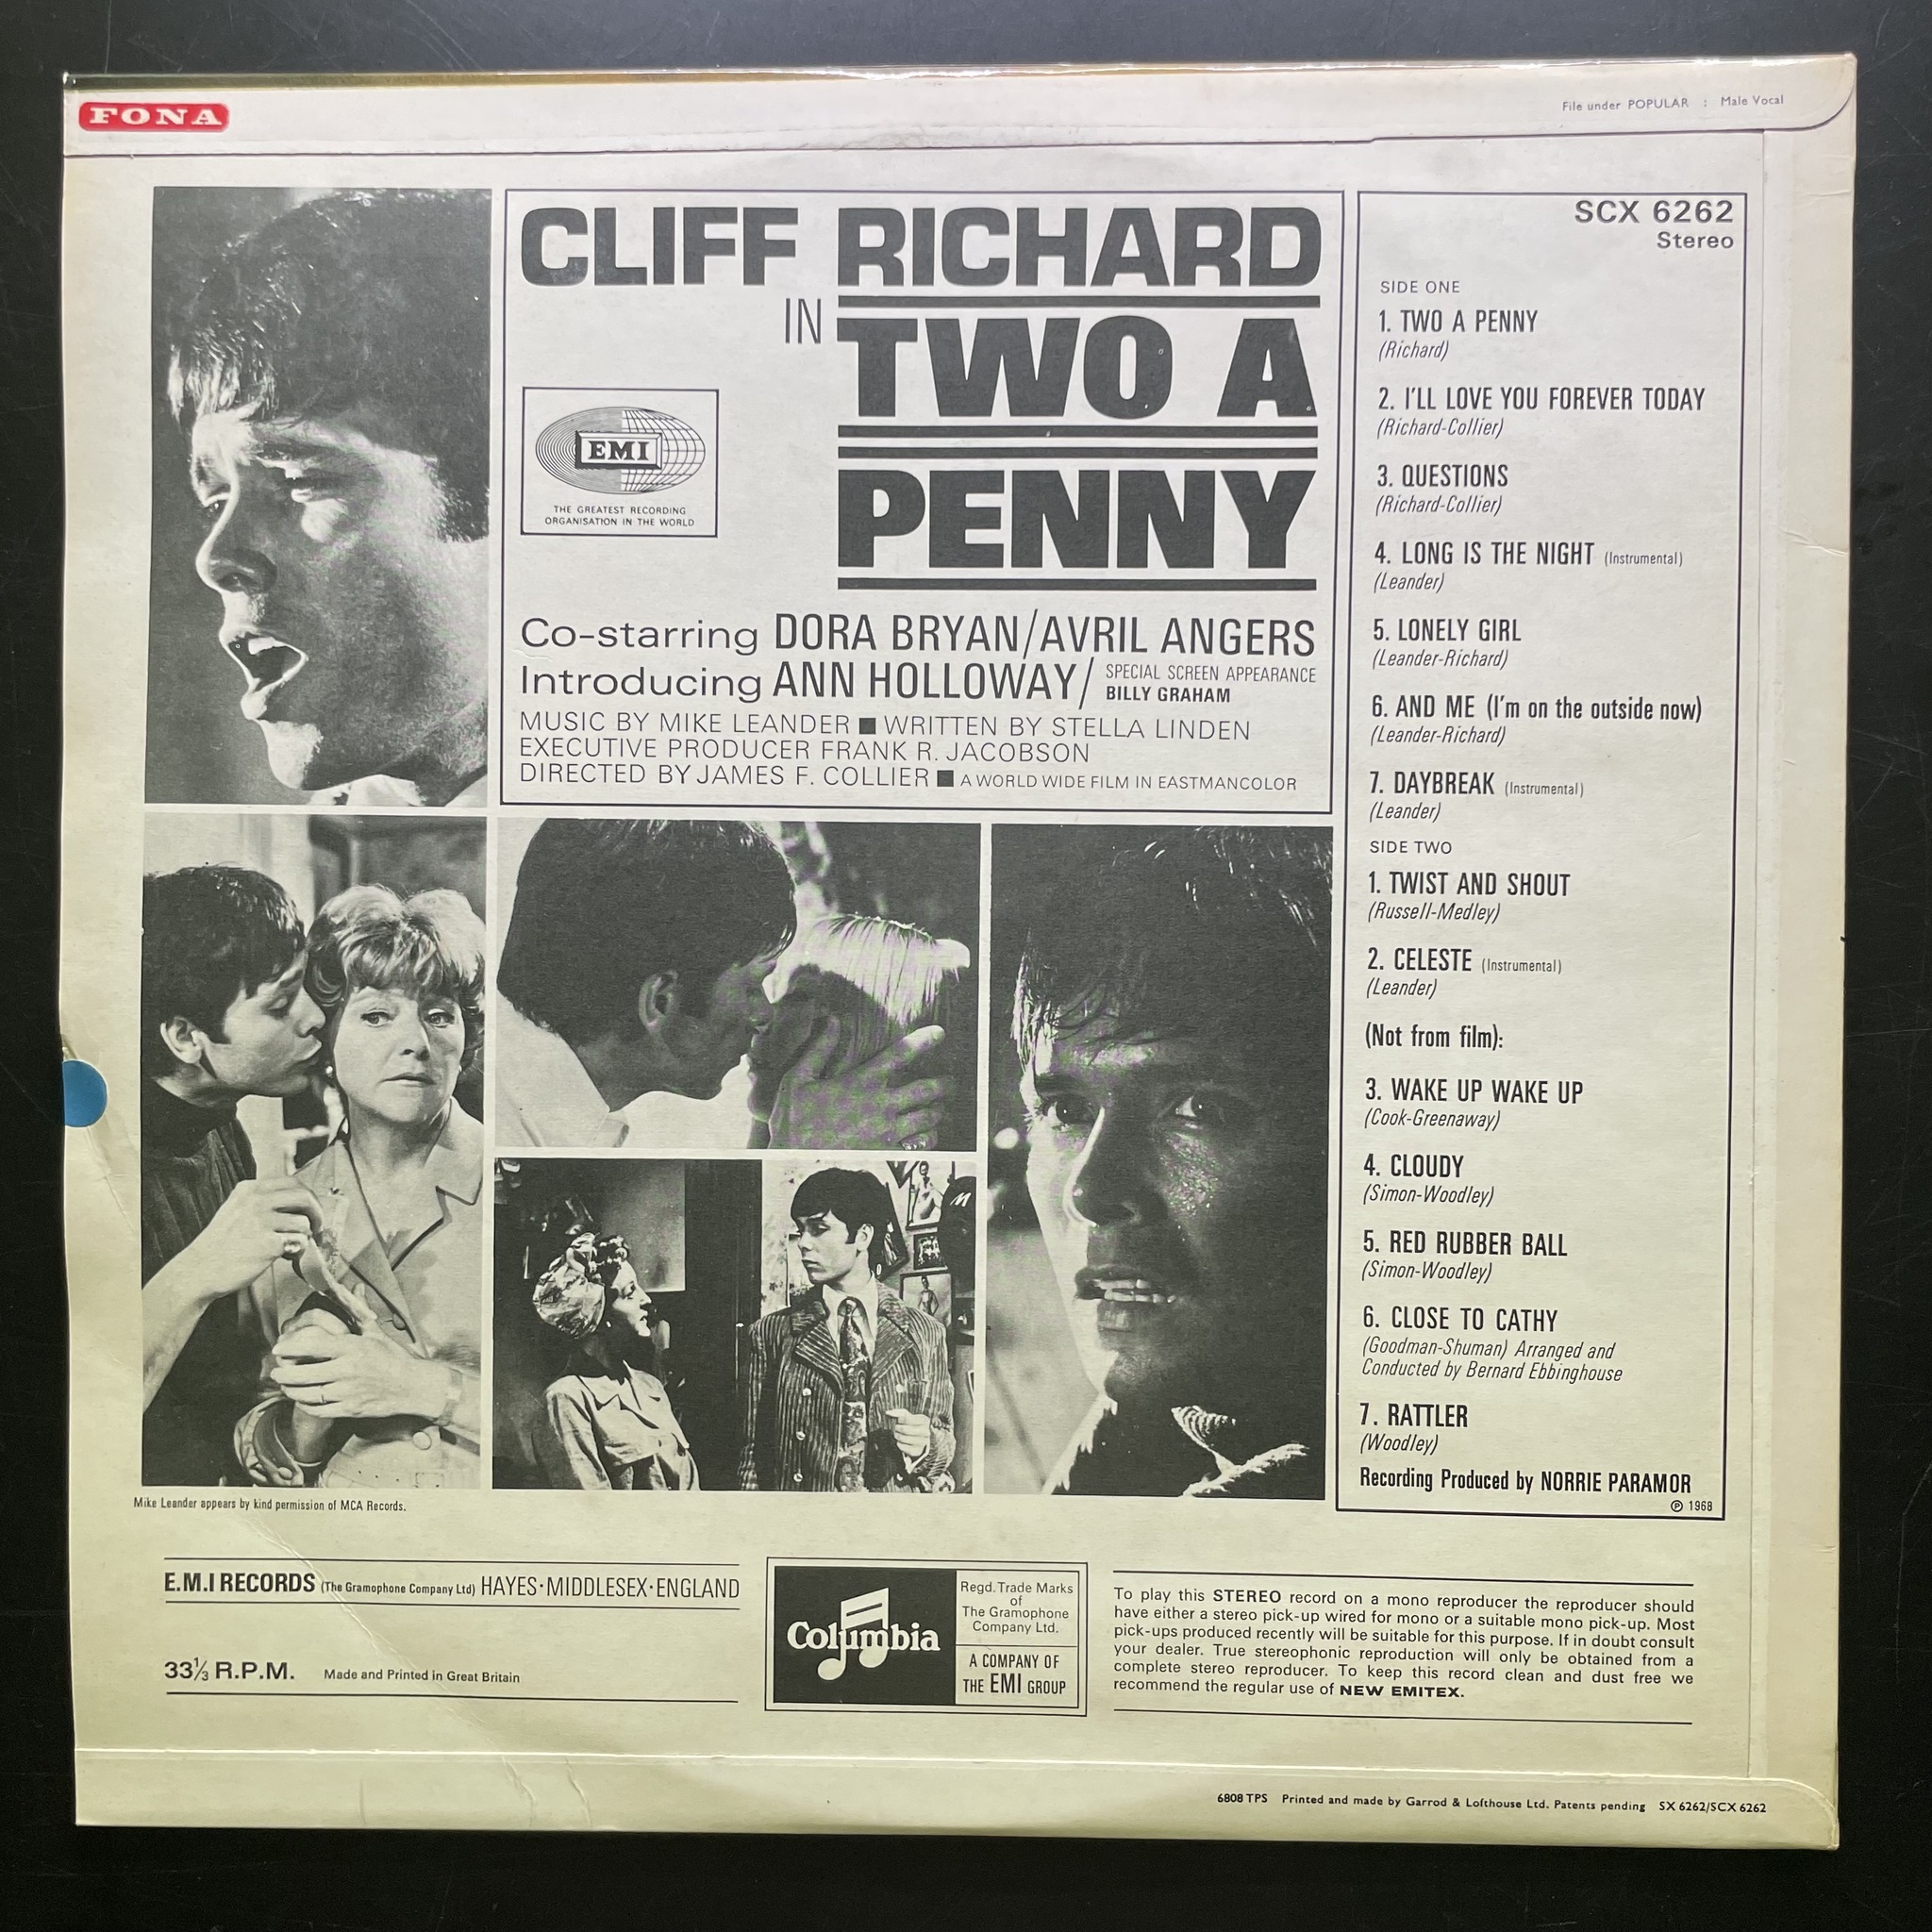 FONA
File under POPULAR : Male Vocal
CLIFF RICHARD
IN TWO A
PENNY
EMI
THE GREATEST RECORDING
ORGANISATION IN THE WORLD
Co-starring DORA BRYAN/AVRIL ANGERS
Introducing ANN HOLLOWAY/ SPECIAL SCREEN APPEARANCE
BILLY GRAHAM
MUSIC BY MIKE LEANDER ■ WRITTEN BY STELLA LINDEN
EXECUTIVE PRODUCER FRANK R. JACOBSON
DIRECTED BY JAMES F. COLLIER ■ A WORLD WIDE FILM IN EASTMANCOLOR
SCX 6262
Stereo
SIDE ONE
1. TWO A PENNY
(Richard)
2. I'LL LOVE YOU FOREVER TODAY
(Richard-Collier)
3. QUESTIONS
(Richard-Collier)
4. LONG IS THE NIGHT (Instrumental)
(Leander)
5. LONELY GIRL
(Leander-Richard)
6. AND ME (I'm on the outside now)
(Leander-Richard)
7. DAYBREAK (Instrumental)
(Leander)
SIDE TWO
1. TWIST AND SHOUT
(Russell-Medley)
2. CELESTE (Instrumental)
(Leander)
(Not from film):
3. WAKE UP WAKE UP
(Cook-Greenaway)
4. CLOUDY
(Simon-Woodley)
5. RED RUBBER BALL
(Simon-Woodley)
6. CLOSE TO CATHY
(Goodman-Shuman) Arranged and
Conducted by Bernard Ebbinghouse
7. RATTLER
(Woodley)
Recording Produced by NORRIE PARAMOR
℗ 1968
Mike Leander appears by kind permission of MCA Records.
E.M.I RECORDS (The Gramophone Company Ltd) HAYES·MIDDLESEX·ENGLAND
33⅓ R.P.M. Made and Printed in Great Britain
Columbia
Regd. Trade Marks
of
The Gramophone
Company Ltd.
A COMPANY OF
THE EMI GROUP
To play this STEREO record on a mono reproducer the reproducer should
have either a stereo pick-up wired for mono or a suitable mono pick-up. Most
pick-ups produced recently will be suitable for this purpose. If in doubt consult
your dealer. True stereophonic reproduction will only be obtained from a
complete stereo reproducer. To keep this record clean and dust free we
recommend the regular use of NEW EMITEX.
6808 TPS Printed and made by Garrod & Lofthouse Ltd. Patents pending SX 6262/SCX 6262